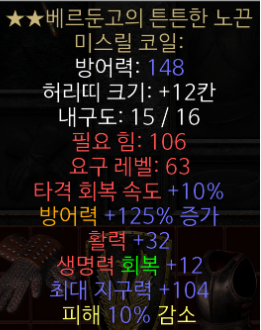 ★★베르둔고의 튼튼한 노끈
미스릴 코일:
방어력: 148
허리띠 크기: +12칸
내구도: 15 / 16
필요 힘: 106
요구 레벨: 63
타격 회복 속도 +10%
방어력 +125% 증가
활력 +32
생명력 회복 +12
최대 지구력 +104
피해 10% 감소